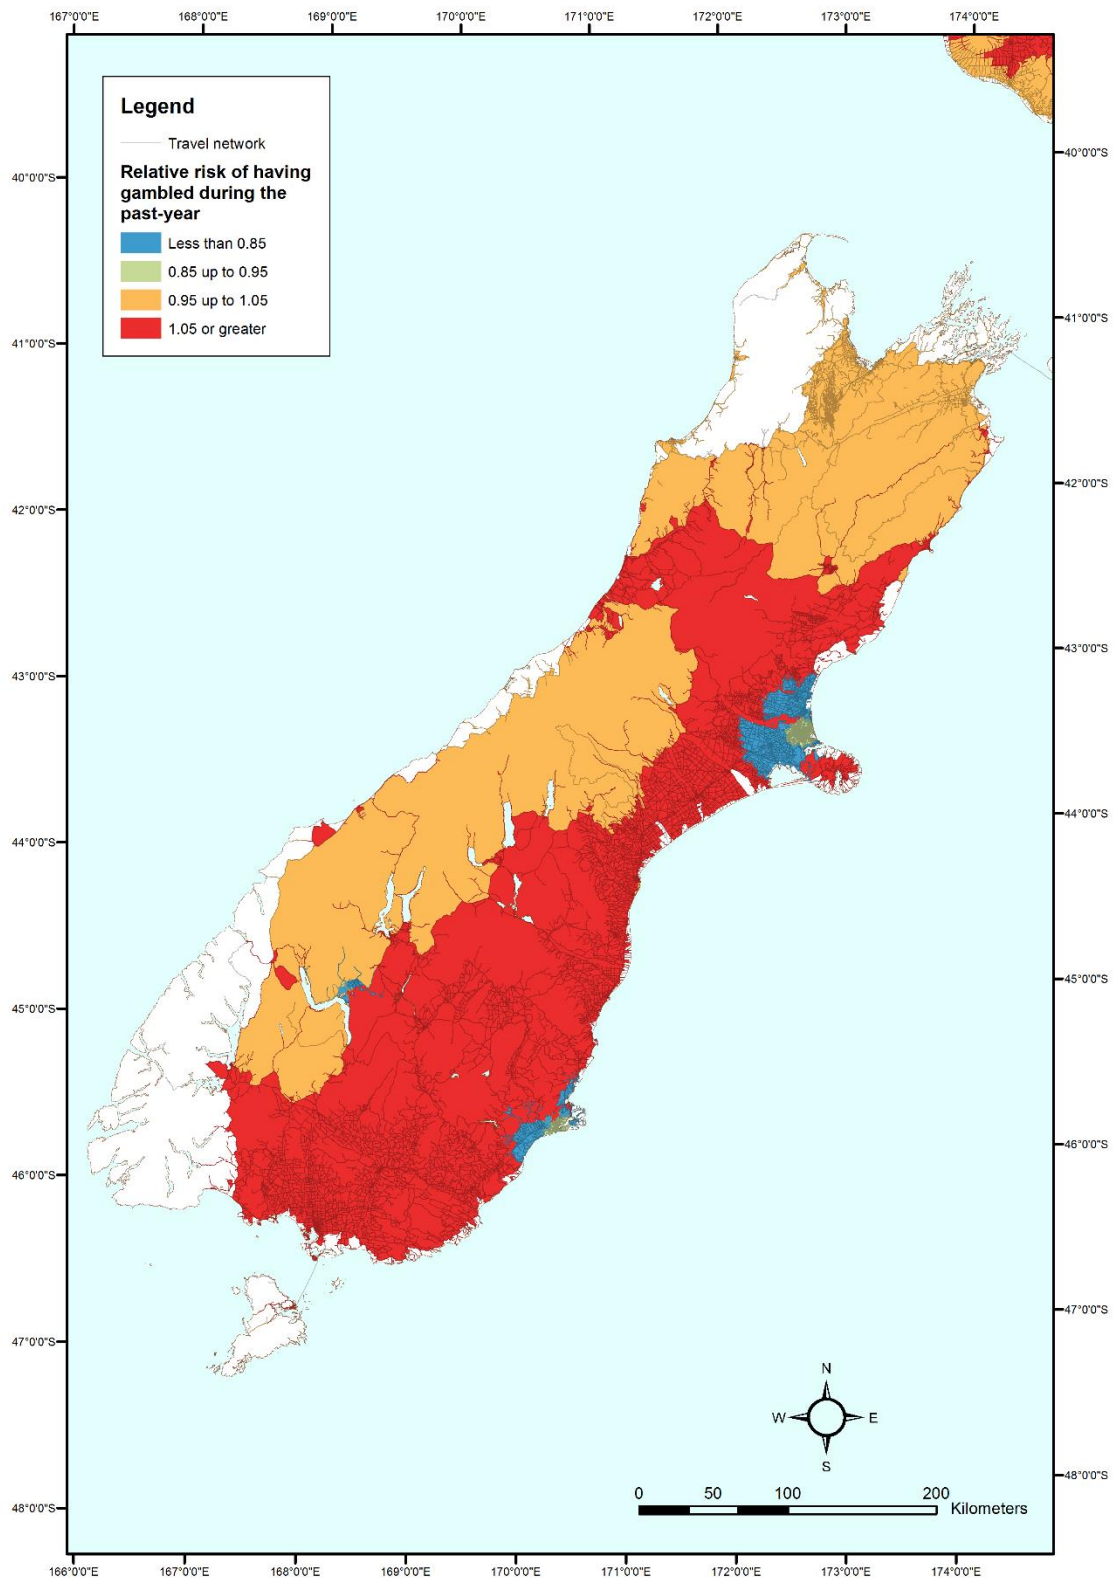 167°0'0"E 168°0'0"E 169°0'0"E 170°0'0"E 171°0'0"E 172°0'0"E 173°0'0"E 174°0'0"E
Legend
Travel network
Relative risk of having
gambled during the
past-year
Less than 0.85
0.85 up to 0.95
0.95 up to 1.05
1.05 or greater
40°0'0"S
40°0'0"S
41°0'0"S
41°0'0"S
42°0'0"S
42°0'0"S
43°0'0"S
43°0'0"S
44°0'0"S
44°0'0"S
45°0'0"S
45°0'0"S
46°0'0"S
46°0'0"S
47°0'0"S
47°0'0"S
N
W E
S
48°0'0"S
0 50 100 200
Kilometers
48°0'0"S
166°0'0"E 167°0'0"E 168°0'0"E 169°0'0"E 170°0'0"E 171°0'0"E 172°0'0"E 173°0'0"E 174°0'0"E